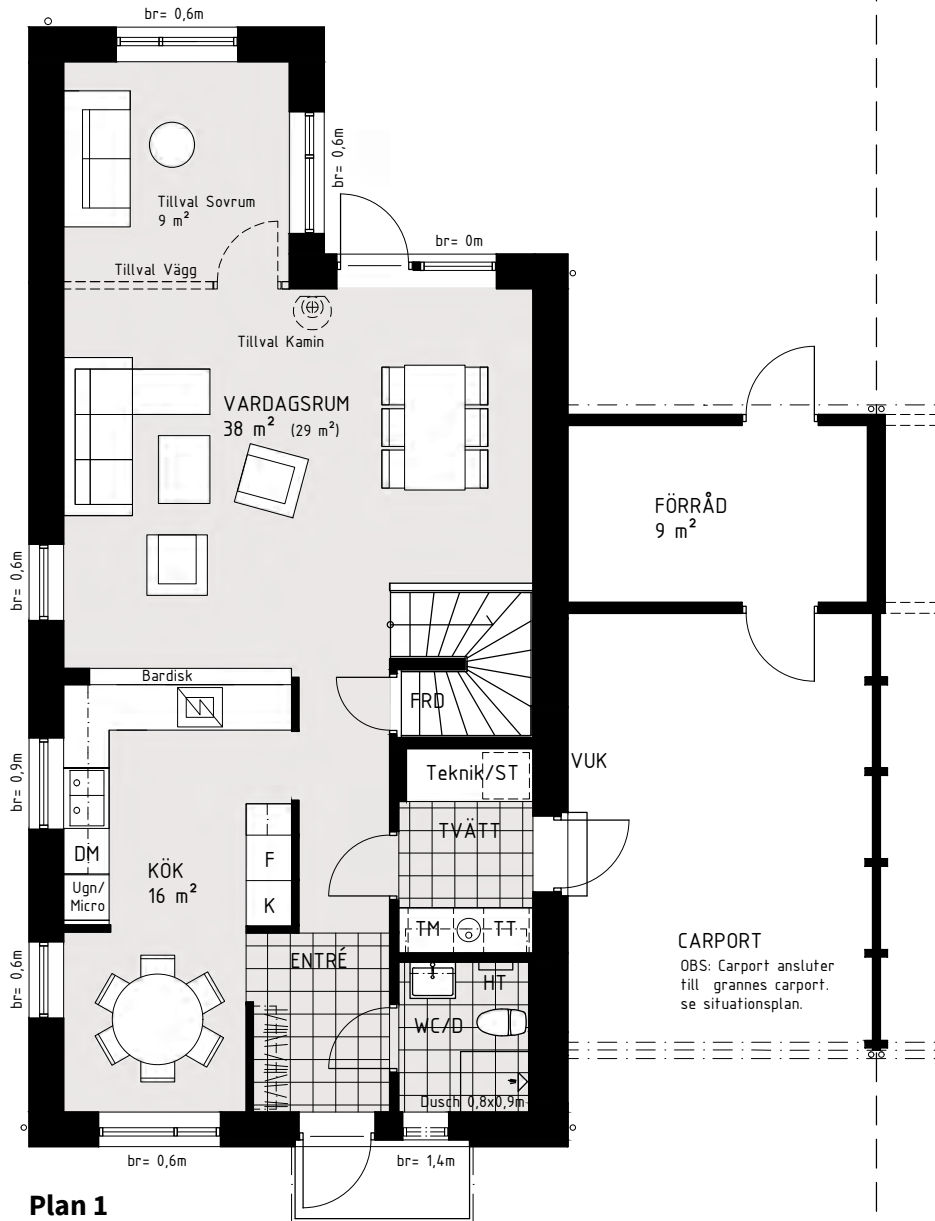 br= 0,6m
br= 0,6m
Tillval Sovrum
9 m²
br= 0m
Tillval Vägg
Tillval Kamin
VARDAGSRUM
38 m² (29 m²)
FÖRRÅD
9 m²
br= 0,6m
Bardisk
FRD
br= 0,9m
Teknik/ST
VUK
TVÄTT
DM
KÖK
16 m²
F
Ugn/
Micro
K
TM
TT
br= 0,6m
ENTRÉ
CARPORT
OBS: Carport ansluter
till grannes carport.
se situationsplan.
HT
WC/D
Dusch 0,8x0,9m
br= 0,6m
br= 1,4m
Plan 1